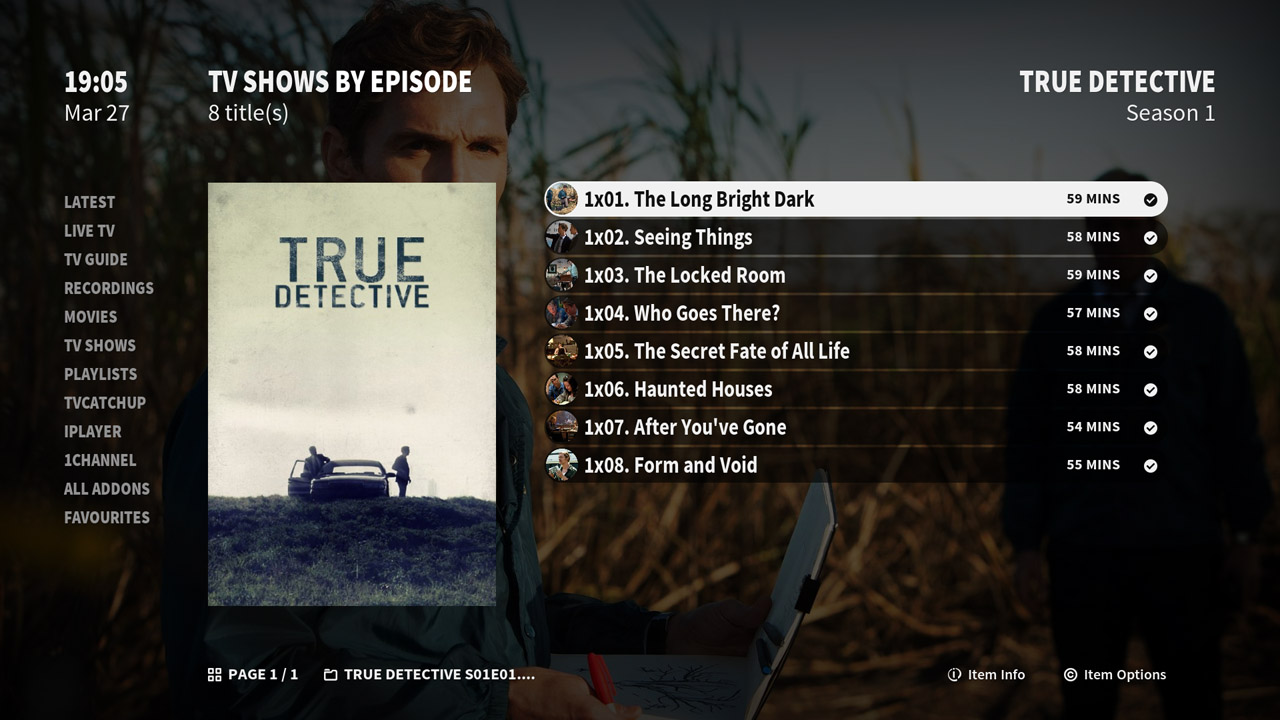 19:05
Mar 27
TV SHOWS BY EPISODE
8 title(s)
TRUE DETECTIVE
Season 1
LATEST
LIVE TV
TV GUIDE
RECORDINGS
MOVIES
TV SHOWS
PLAYLISTS
TVCATCHUP
IPLAYER
1CHANNEL
ALL ADDONS
FAVOURITES
TRUE
DETECTIVE
1x01. The Long Bright Dark 59 MINS
1x02. Seeing Things 58 MINS
1x03. The Locked Room 59 MINS
1x04. Who Goes There? 57 MINS
1x05. The Secret Fate of All Life 58 MINS
1x06. Haunted Houses 58 MINS
1x07. After You've Gone 54 MINS
1x08. Form and Void 55 MINS
PAGE 1 / 1 TRUE DETECTIVE S01E01.... Item Info Item Options